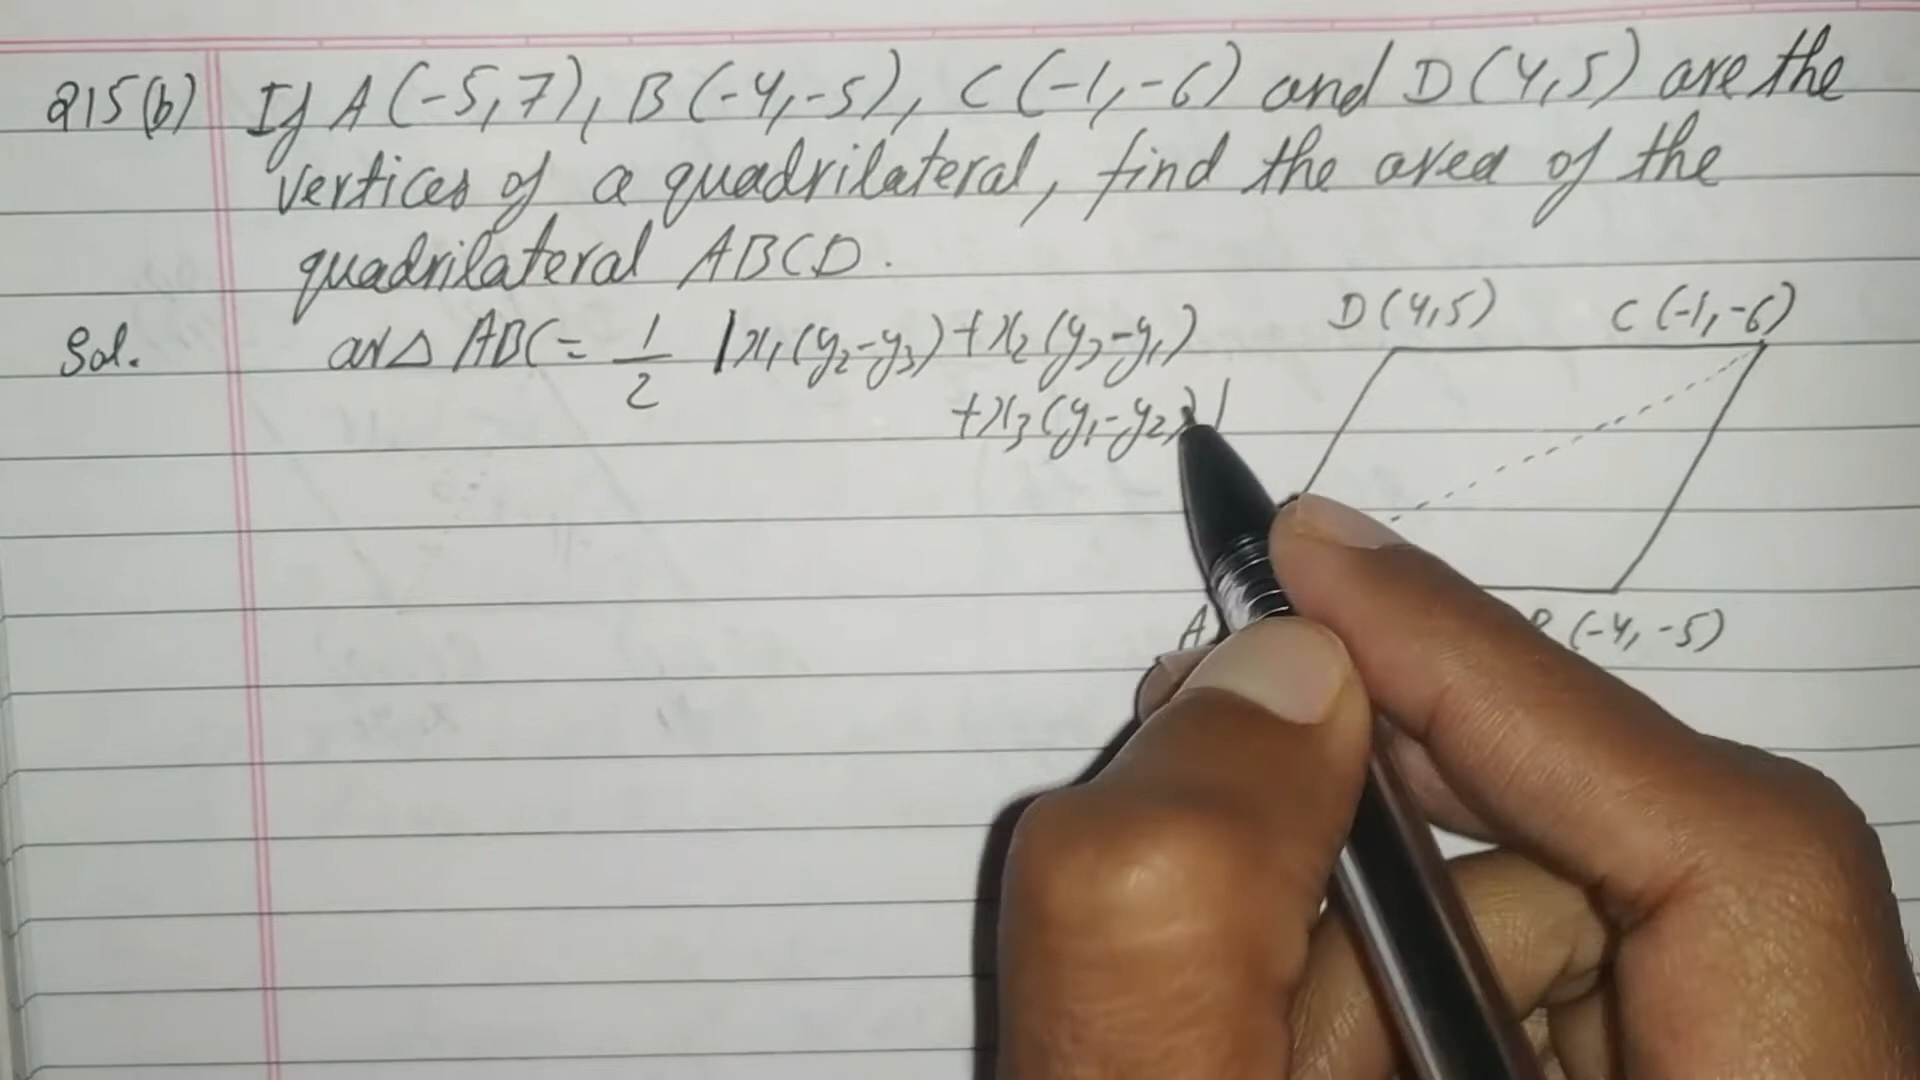 Q15(b) If A(-5,7), B(-4,-5), C(-1,-6) and D(4,5) are the
vertices of a quadrilateral, find the area of the
quadrilateral ABCD.
Sol. ar△ ABC = 1/2 |x₁(y₂-y₃)+x₂(y₃-y₁)
+x₃(y₁-y₂)|
D(4,5) C(-1,-6)
A (-4,-5)